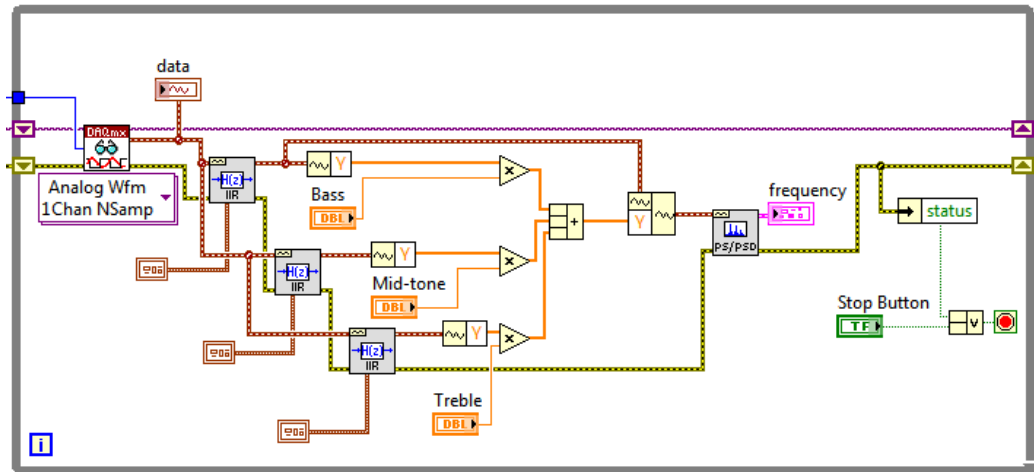 data
DAQmx
Analog Wfm
1Chan NSamp
H(z)
IIR
Y
Bass
DBL
H(z)
IIR
Y
Mid-tone
DBL
H(z)
IIR
Y
Treble
DBL
Y
PS/PSD
frequency
status
Stop Button
TF
V
i